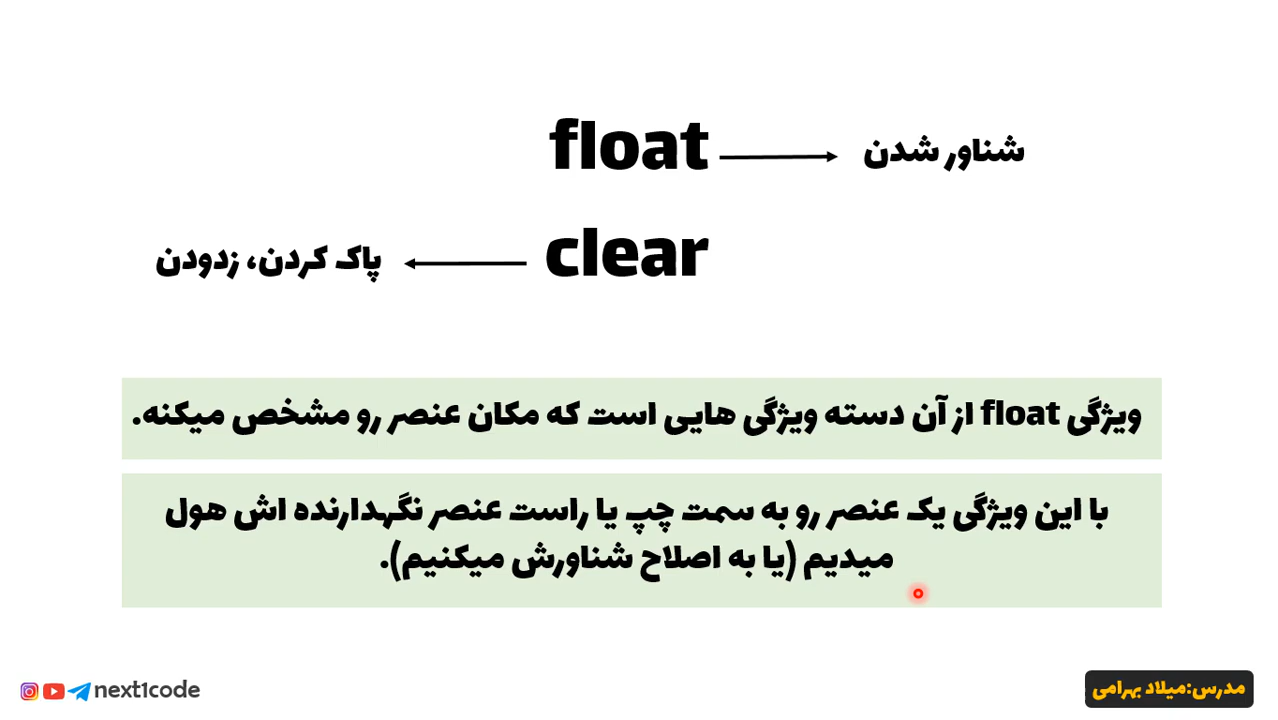 float
شناور شدن
clear
پاک کردن، زدودن
ویژگی float از آن دسته ویژگی هایی است که مکان عنصر رو مشخص میکنه.
با این ویژگی یک عنصر رو به سمت چپ یا راست عنصر نگهدارنده اش هول
میدیم (یا به اصلاح شناورش میکنیم).
next1code
مدرس:میلاد بهرامی